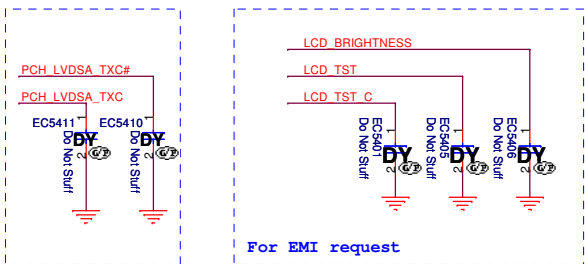 PCH_LVDSA_TXC#
PCH_LVDSA_TXC
EC5411
1
DY
G/P
2
Do Not Stuff
EC5410
1
DY
G/P
2
Do Not Stuff
LCD_BRIGHTNESS
LCD_TST
LCD_TST_C
EC5401
1
DY
G/P
2
Do Not Stuff
EC5405
1
DY
G/P
2
Do Not Stuff
EC5406
1
DY
G/P
2
Do Not Stuff
For EMI request